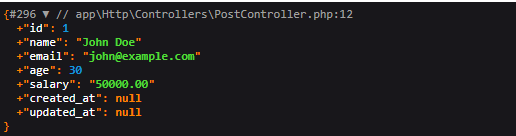 {#296 ▼ // app\Http\Controllers\PostController.php:12
+"id": 1
+"name": "John Doe"
+"email": "john@example.com"
+"age": 30
+"salary": "50000.00"
+"created_at": null
+"updated_at": null
}